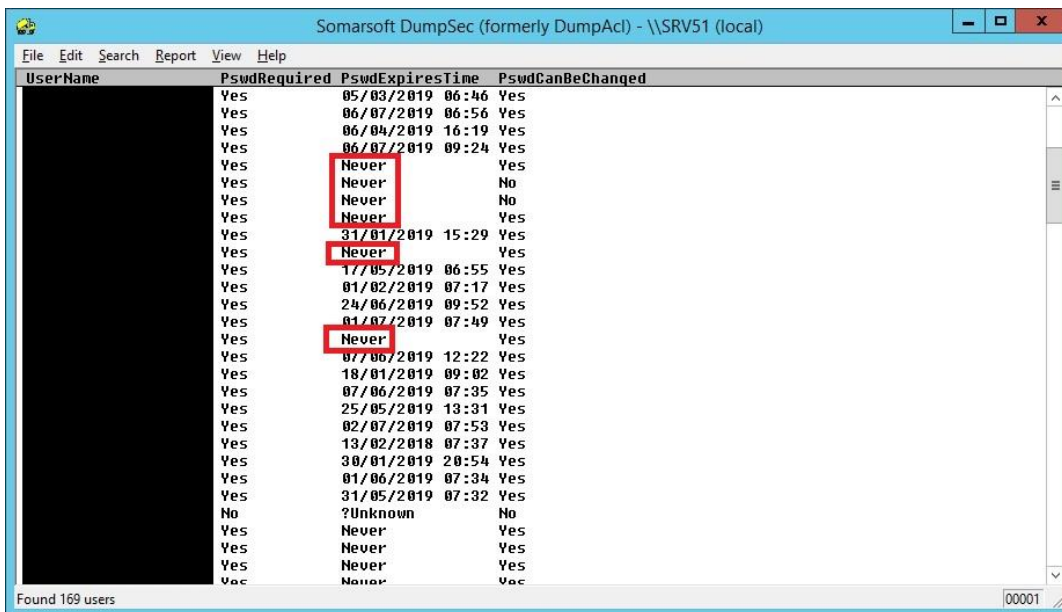 Somarsoft DumpSec (formerly DumpAcl) - \\SRV51 (local)
File Edit Search Report View Help
UserName PswdRequired PswdExpiresTime PswdCanBeChanged
Yes 05/03/2019 06:46 Yes
Yes 06/07/2019 06:56 Yes
Yes 06/04/2019 16:19 Yes
Yes 06/07/2019 09:24 Yes
Yes Never Yes
Yes Never No
Yes Never No
Yes Never Yes
Yes 31/01/2019 15:29 Yes
Yes Never Yes
Yes 17/05/2019 06:55 Yes
Yes 01/02/2019 07:17 Yes
Yes 24/06/2019 09:52 Yes
Yes 01/07/2019 07:49 Yes
Yes Never Yes
Yes 07/06/2019 12:22 Yes
Yes 18/01/2019 09:02 Yes
Yes 07/06/2019 07:35 Yes
Yes 25/05/2019 13:31 Yes
Yes 02/07/2019 07:53 Yes
Yes 13/02/2018 07:37 Yes
Yes 30/01/2019 20:54 Yes
Yes 01/06/2019 07:34 Yes
Yes 31/05/2019 07:32 Yes
No ?Unknown No
Yes Never Yes
Yes Never Yes
Yes Never Yes
Yes Never Yes
Found 169 users 00001